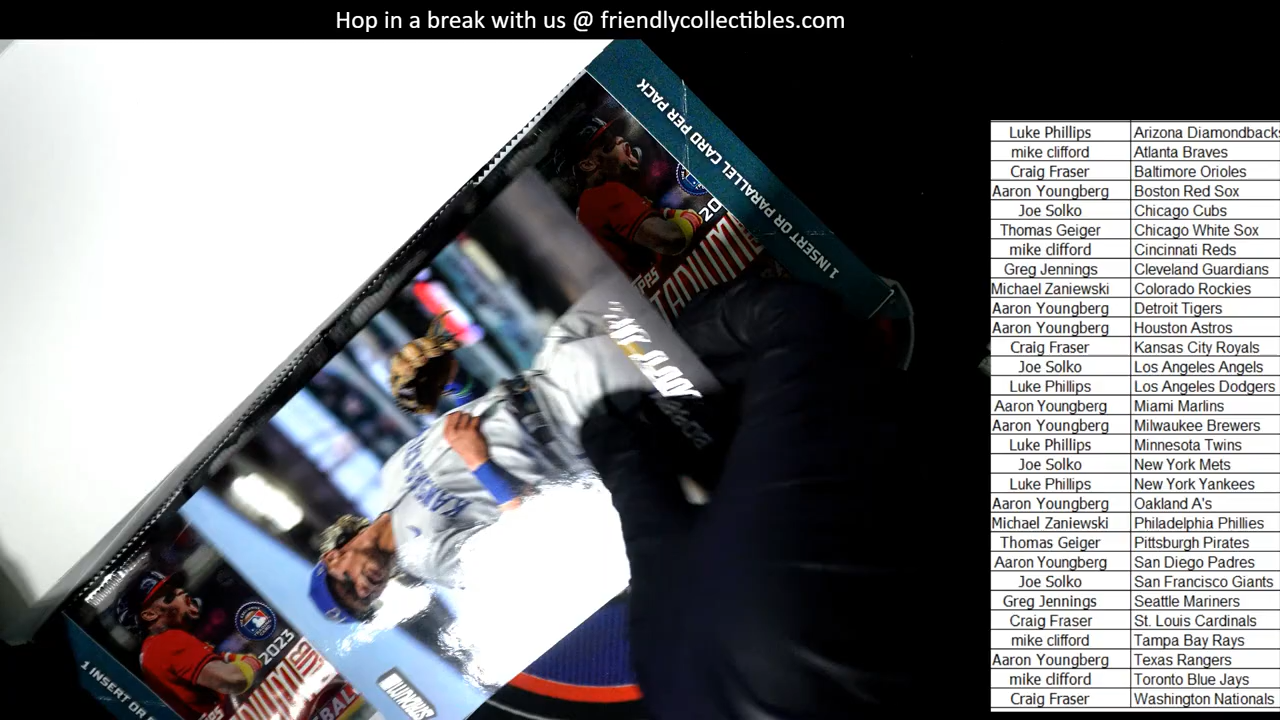 Hop in a break with us @ friendlycollectibles.com
1 INSERT OR PARALLEL CARD PER PACK
20
Luke Phillips Arizona Diamondbacks
mike clifford Atlanta Braves
Craig Fraser Baltimore Orioles
Aaron Youngberg Boston Red Sox
Joe Solko Chicago Cubs
Thomas Geiger Chicago White Sox
mike clifford Cincinnati Reds
Greg Jennings Cleveland Guardians
Michael Zaniewski Colorado Rockies
Aaron Youngberg Detroit Tigers
Aaron Youngberg Houston Astros
Craig Fraser Kansas City Royals
Joe Solko Los Angeles Angels
Luke Phillips Los Angeles Dodgers
Aaron Youngberg Miami Marlins
Aaron Youngberg Milwaukee Brewers
Luke Phillips Minnesota Twins
Joe Solko New York Mets
Luke Phillips New York Yankees
Aaron Youngberg Oakland A's
Michael Zaniewski Philadelphia Phillies
Thomas Geiger Pittsburgh Pirates
Aaron Youngberg San Diego Padres
Joe Solko San Francisco Giants
Greg Jennings Seattle Mariners
Craig Fraser St. Louis Cardinals
mike clifford Tampa Bay Rays
Aaron Youngberg Texas Rangers
mike clifford Toronto Blue Jays
Craig Fraser Washington Nationals
2023
1 INSERT OR